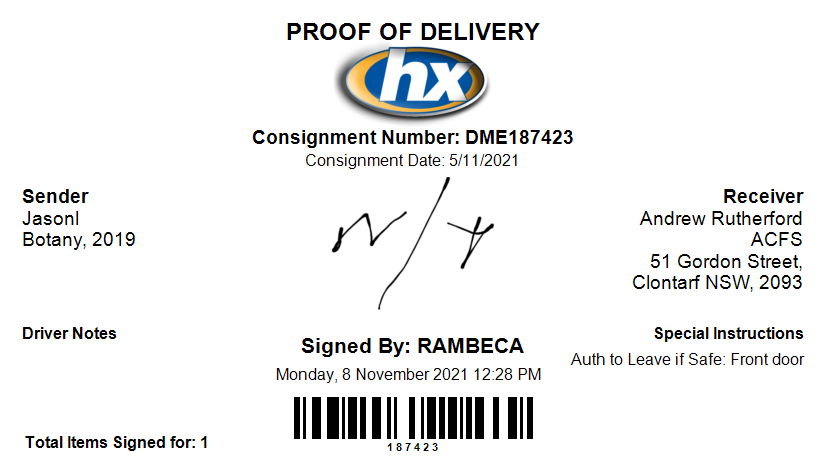 PROOF OF DELIVERY
hx
Consignment Number: DME187423
Consignment Date: 5/11/2021
Sender
JasonI
Botany, 2019
N/A
Receiver
Andrew Rutherford
ACFS
51 Gordon Street,
Clontarf NSW, 2093
Driver Notes
Signed By: RAMBECA
Monday, 8 November 2021 12:28 PM
Special Instructions
Auth to Leave if Safe: Front door
Total Items Signed for: 1
187423